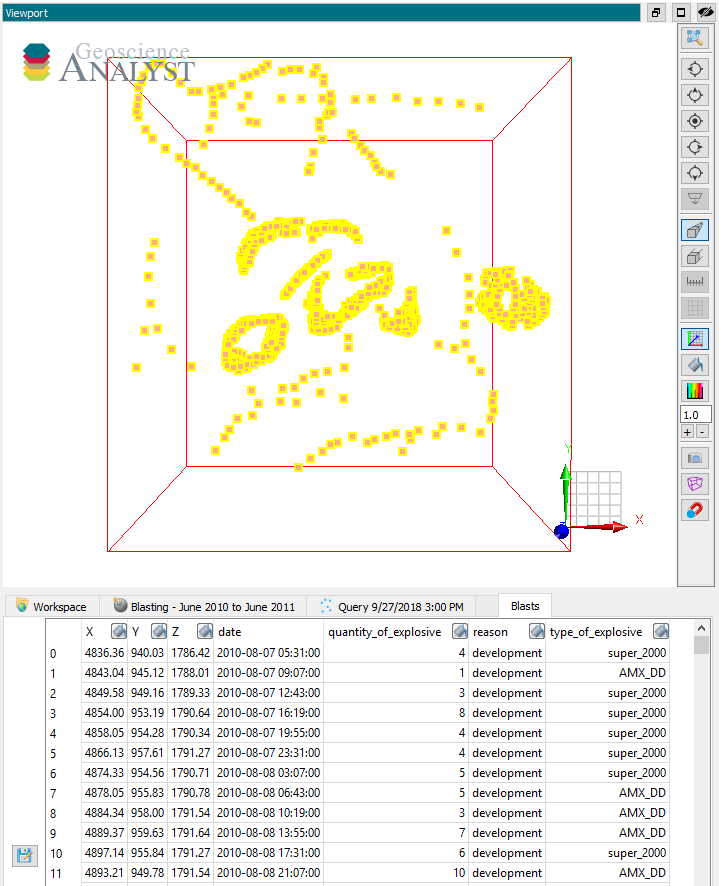 Viewport
Geoscience
ANALYST
1.0
+ -
Y
X
Z
Workspace Blasting - June 2010 to June 2011 Query 9/27/2018 3:00 PM Blasts
X Y Z date quantity_of_explosive reason type_of_explosive
0 4836.36 940.03 1786.42 2010-08-07 05:31:00 4 development super_2000
1 4843.04 945.12 1788.01 2010-08-07 09:07:00 1 development AMX_DD
2 4849.58 949.16 1789.33 2010-08-07 12:43:00 3 development super_2000
3 4854.00 953.19 1790.64 2010-08-07 16:19:00 8 development super_2000
4 4858.05 954.28 1790.34 2010-08-07 19:55:00 4 development super_2000
5 4866.13 957.61 1791.27 2010-08-07 23:31:00 4 development super_2000
6 4874.33 954.56 1790.71 2010-08-08 03:07:00 5 development super_2000
7 4878.05 955.83 1790.78 2010-08-08 06:43:00 5 development AMX_DD
8 4884.34 958.00 1791.54 2010-08-08 10:19:00 3 development AMX_DD
9 4889.37 959.63 1791.64 2010-08-08 13:55:00 7 development AMX_DD
10 4897.14 955.84 1791.27 2010-08-08 17:31:00 6 development super_2000
11 4893.21 949.78 1791.54 2010-08-08 21:07:00 10 development AMX_DD